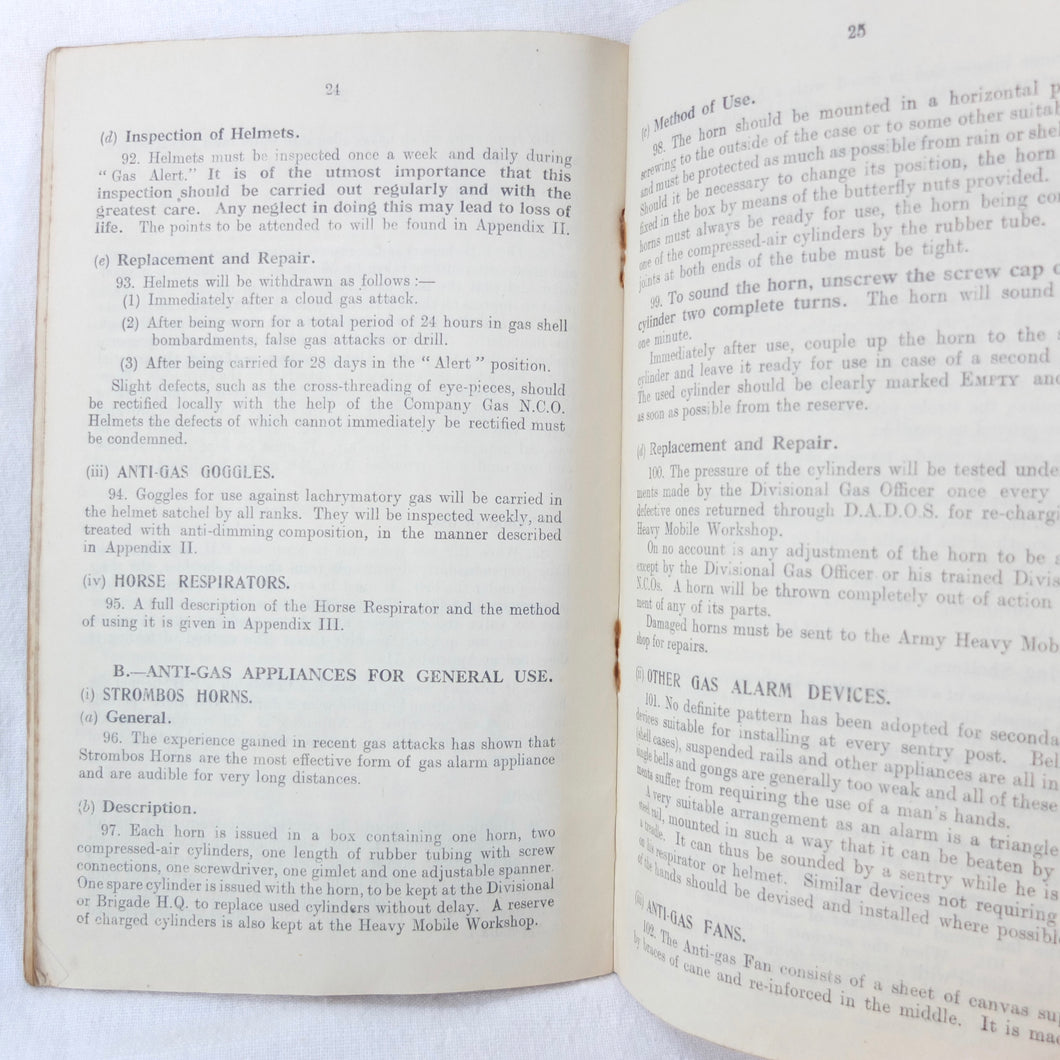 24
(d) Inspection of Helmets.
92. Helmets must be inspected once a week and daily during
“Gas Alert.” It is of the utmost importance that this
inspection should be carried out regularly and with the
greatest care. Any neglect in doing this may lead to loss of
life. The points to be attended to will be found in Appendix II.
(e) Replacement and Repair.
93. Helmets will be withdrawn as follows :—
(1) Immediately after a cloud gas attack.
(2) After being worn for a total period of 24 hours in gas shell
bombardments, false gas attacks or drill.
(3) After being carried for 28 days in the “Alert” position.
Slight defects, such as the cross-threading of eye-pieces, should
be rectified locally with the help of the Company Gas N.C.O.
Helmets the defects of which cannot immediately be rectified must
be condemned.
(iii) ANTI-GAS GOGGLES.
94. Goggles for use against lachrymatory gas will be carried in
the helmet satchel by all ranks. They will be inspected weekly, and
treated with anti-dimming composition, in the manner described
in Appendix II.
(iv) HORSE RESPIRATORS.
95. A full description of the Horse Respirator and the method
of using it is given in Appendix III.
B.—ANTI-GAS APPLIANCES FOR GENERAL USE.
(i) STROMBOS HORNS.
(a) General.
96. The experience gained in recent gas attacks has shown that
Strombos Horns are the most effective form of gas alarm appliance
and are audible for very long distances.
(b) Description.
97. Each horn is issued in a box containing one horn, two
compressed-air cylinders, one length of rubber tubing with screw
connections, one screwdriver, one gimlet and one adjustable spanner.
One spare cylinder is issued with the horn, to be kept at the Divisional
or Brigade H.Q. to replace used cylinders without delay. A reserve
of charged cylinders is also kept at the Heavy Mobile Workshop.
25
(c) Method of Use.
98. The horn should be mounted in a horizontal
screwing to the outside of the case or to some other
and must be protected as much as possible from rain or
Should it be necessary to change its position, the horn
fixed in the box by means of the butterfly nuts provided.
horns must always be ready for use, the horn being
one of the compressed-air cylinders by the rubber tube.
joints at both ends of the tube must be tight.
99. To sound the horn, unscrew the screw cap
cylinder two complete turns. The horn will sound
one minute.
Immediately after use, couple up the horn to the
cylinder and leave it ready for use in case of a second
The used cylinder should be clearly marked EMPTY
as soon as possible from the reserve.
(d) Replacement and Repair.
100. The pressure of the cylinders will be tested
ments made by the Divisional Gas Officer once every
defective ones returned through D.A.D.O.S. for
Heavy Mobile Workshop.
On no account is any adjustment of the horn to be
except by the Divisional Gas Officer or his trained
N.C.Os. A horn will be thrown completely out of action
ment of any of its parts.
Damaged horns must be sent to the Army Heavy
shop for repairs.
(ii) OTHER GAS ALARM DEVICES.
101. No definite pattern has been adopted for
devices suitable for installing at every sentry post.
(shell cases), suspended rails and other appliances are all in
single bells and gongs are generally too weak and all of these
ments suffer from requiring the use of a man's hands.
A very suitable arrangement as an alarm is a triangle
steel rail, mounted in such a way that it can be beaten by
a treadle. It can thus be sounded by a sentry while he is
on his respirator or helmet. Similar devices not requiring
of the hands should be devised and installed where
(iii) ANTI-GAS FANS.
102. The Anti-gas Fan consists of a sheet of canvas
by braces of cane and re-inforced in the middle. It is